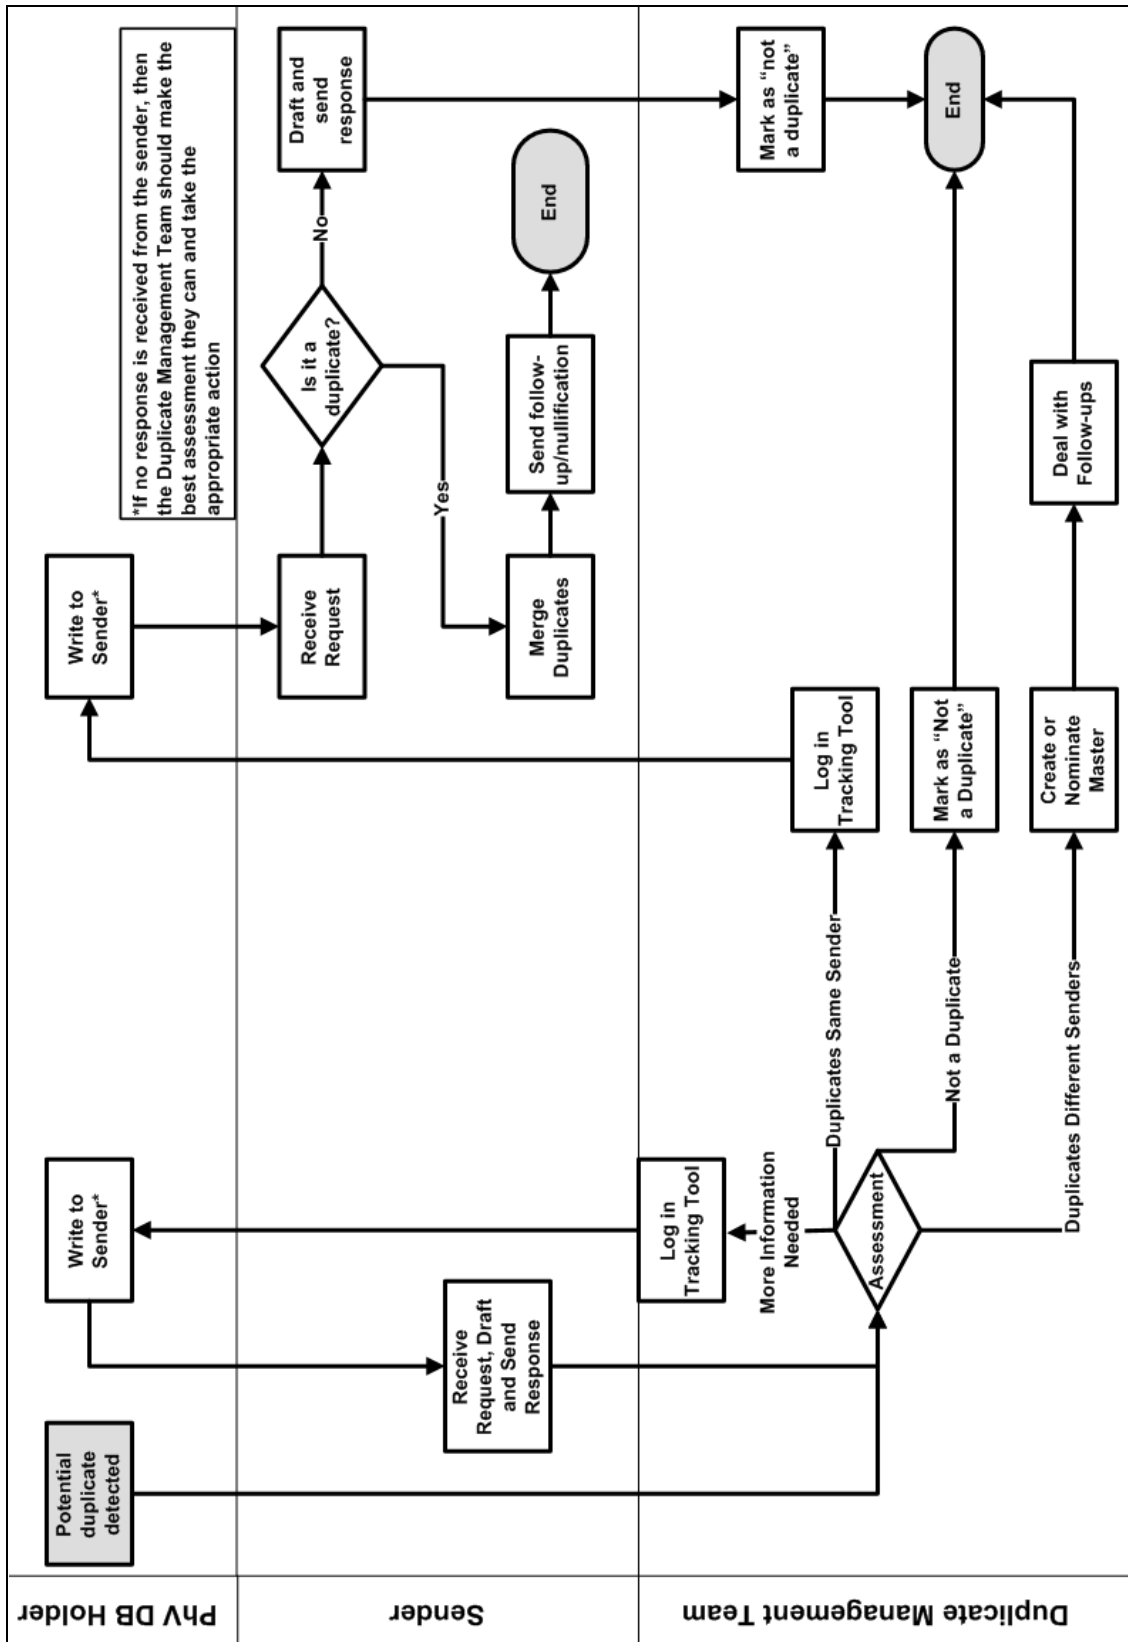 PhV DB Holder
Potential
duplicate
detected
Write to
Sender*
Write to
Sender*
*If no response is received from the sender, then
the Duplicate Management Team should make the
best assessment they can and take the
appropriate action
Sender
Receive
Request, Draft
and Send
Response
Receive
Request
Is it a
duplicate?
No
Draft and
send
response
Yes
Merge
Duplicates
Send follow-
up/nullification
End
Duplicate Management Team
Assessment
More Information
Needed
Log in
Tracking Tool
Duplicates Same Sender
Log in
Tracking Tool
Mark as “not
a duplicate”
Not a Duplicate
Mark as “Not
a Duplicate”
End
Duplicates Different Senders
Create or
Nominate
Master
Deal with
Follow-ups